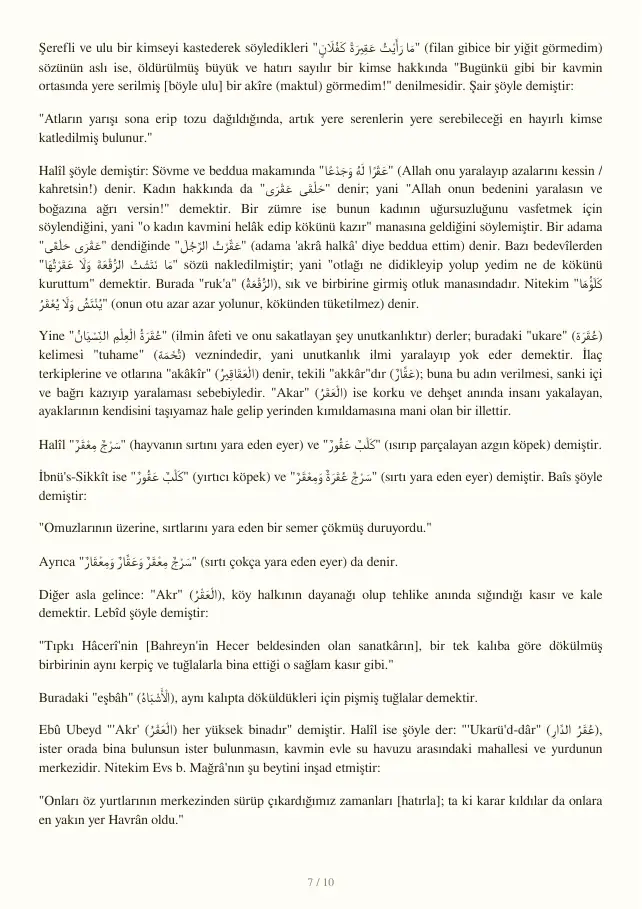 Şerefli ve ulu bir kimseyi kastederek söyledikleri "مَا رَأَيْتُ عَقِيرَةً كَفُلَانٍ" (filan gibice bir yiğit görmedim)
sözünün aslı ise, öldürülmüş büyük ve hatırı sayılır bir kimse hakkında "Bugünkü gibi bir kavmin
ortasında yere serilmiş [böyle ulu] bir akîre (maktul) görmedim!" denilmesidir. Şair şöyle demiştir:
"Atların yarışı sona erip tozu dağıldığında, artık yere serenlerin yere serebileceği en hayırlı kimse
katledilmiş bulunur."
Halîl şöyle demiştir: Sövme ve beddua makamında "عَقْرًا لَهُ وَجَدْعًا" (Allah onu yaralayıp azalarını kessin /
kahretsin!) denir. Kadın hakkında da "حَلْقَى عَقْرَى" denir; yani "Allah onun bedenini yaralasın ve
boğazına ağrı versin!" demektir. Bir zümre ise bunun kadının uğursuzluğunu vasfetmek için
söylendiğini, yani "o kadın kavmini helâk edip kökünü kazır" manasına geldiğini söylemiştir. Bir adama
"عَقْرَى حَلْقَى" dendiğinde "عَقَّرْتُ الرَّجُلَ" (adama 'akrâ halkâ' diye beddua ettim) denir. Bazı bedevîlerden
"مَا نَتَشْتُ الرُّقْعَةَ وَلَا عَقَرْتُهَا" sözü nakledilmiştir; yani "otlağı ne didikleyip yolup yedim ne de kökünü
kuruttum" demektir. Burada "ruk'a" (الرُّقْعَةُ), sık ve birbirine girmiş otluk manasınadır. Nitekim "كَلَؤُهَا
يُنْتَشُ وَلَا يُعْقَرُ" (onun otu azar azar yolunur, kökünden tüketilmez) denir.
Yine "عُقَرَةُ الْعِلْمِ النِّسْيَانُ" (ilmin âfeti ve onu sakatlayan şey unutkanlıktır) derler; buradaki "ukare" (عُقَرَة)
kelimesi "tuhame" (تُخَمَة) veznindedir, yani unutkanlık ilmi yaralayıp yok eder demektir. İlaç
terkiplerine ve otlarına "akâkîr" (الْعَقَاقِيرُ) denir, tekili "akkâr"dır (عَقَّارٌ); buna bu adın verilmesi, sanki içi
ve bağrı kazıyıp yaralaması sebebiyledir. "Akar" (الْعَقَرُ) ise korku ve dehşet anında insanı yakalayan,
ayaklarının kendisini taşıyamaz hale gelip yerinden kımıldamasına mani olan bir illettir.
Halîl "سَرْجٌ مِعْقَرٌ" (hayvanın sırtını yara eden eyer) ve "كَلْبٌ عَقُورٌ" (ısırıp parçalayan azgın köpek) demiştir.
İbnü's-Sikkît ise "كَلْبٌ عَقُورٌ" (yırtıcı köpek) ve "سَرْجٌ عُقَرَةٌ وَمِعْقَرٌ" (sırtı yara eden eyer) demiştir. Baîs şöyle
demiştir:
"Omuzlarının üzerine, sırtlarını yara eden bir semer çökmüş duruyordu."
Ayrıca "سَرْجٌ مِعْقَرٌ وَعَقَّارٌ وَمِعْقَارٌ" (sırtı çokça yara eden eyer) da denir.
Diğer asla gelince: "Akr" (الْعَقْرُ), köy halkının dayanağı olup tehlike anında sığındığı kasır ve kale
demektir. Lebîd şöyle demiştir:
"Tıpkı Hâcerî'nin [Bahreyn'in Hecer beldesinden olan sanatkârın], bir tek kalıba göre dökülmüş
birbirinin aynı kerpiç ve tuğlalarla bina ettiği o sağlam kasır gibi."
Buradaki "eşbâh" (الْأَشْبَاهُ), aynı kalıpta döküldükleri için pişmiş tuğlalar demektir.
Ebû Ubeyd "'Akr' (الْعَقْرُ) her yüksek binadır" demiştir. Halîl ise şöyle der: "'Ukarü'd-dâr" (عُقَرُ الدَّارِ),
ister orada bina bulunsun ister bulunmasın, kavmin evle su havuzu arasındaki mahallesi ve yurdunun
merkezidir. Nitekim Evs b. Mağrâ'nın şu beytini inşad etmiştir:
"Onları öz yurtlarının merkezinden sürüp çıkardığımız zamanları [hatırla]; ta ki karar kıldılar da onlara
en yakın yer Havrân oldu."
7 / 10